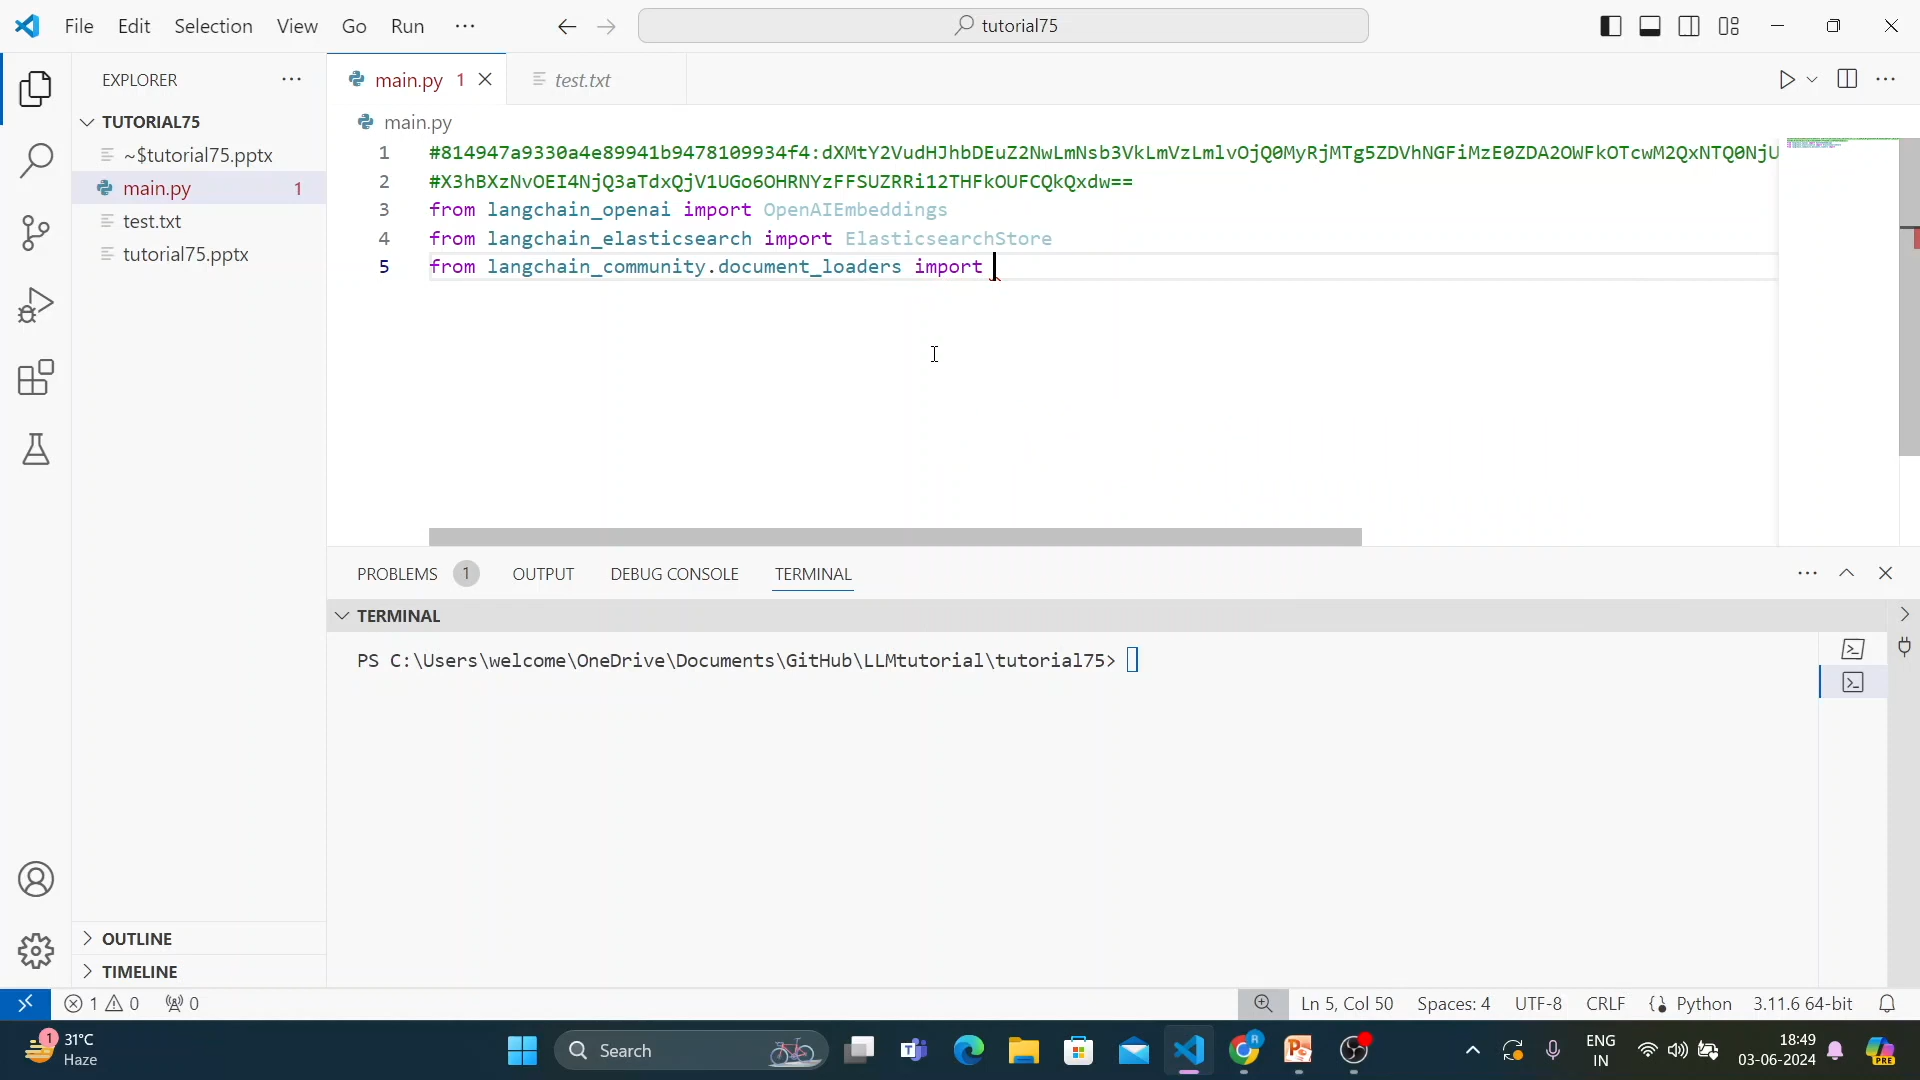 File Edit Selection View Go Run ··· tutorial75
EXPLORER ···
TUTORIAL75
~$tutorial75.pptx
main.py 1
test.txt
tutorial75.pptx
OUTLINE
TIMELINE
main.py 1
test.txt
main.py
1 #814947a9330a4e89941b9478109934f4:dXMtY2VudHJhbDEuZ2NwLmNsb3VkLmVzLmlvOjQ0MyRjMTg5ZDVhNGFiMzE0ZDA2OWFkOTcwM2QxNTQ0NjU
2 #X3hBXzNvOEI4NjQ3aTdxQjV1UGo6OHRNYzFFSUZRRi12THFkOUFCQkQxdw==
3 from langchain_openai import OpenAIEmbeddings
4 from langchain_elasticsearch import ElasticsearchStore
5 from langchain_community.document_loaders import
PROBLEMS 1 OUTPUT DEBUG CONSOLE TERMINAL
TERMINAL
PS C:\Users\welcome\OneDrive\Documents\GitHub\LLMtutorial\tutorial75>
1 0 0 Ln 5, Col 50 Spaces: 4 UTF-8 CRLF Python 3.11.6 64-bit
1 31°C
Haze
Search
ENG
IN
18:49
03-06-2024
PRE